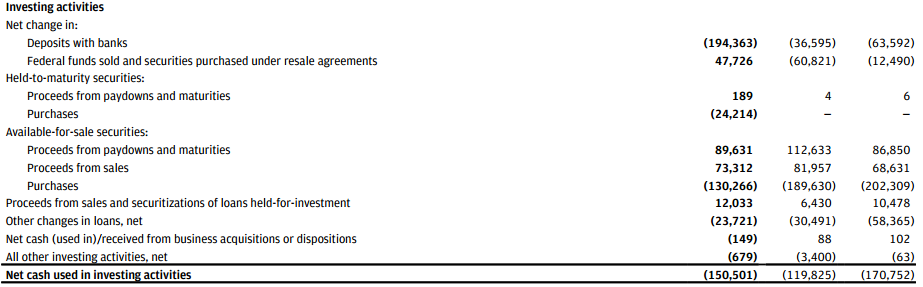 Investing activities
Net change in:
Deposits with banks (194,363) (36,595) (63,592)
Federal funds sold and securities purchased under resale agreements 47,726 (60,821) (12,490)
Held-to-maturity securities:
Proceeds from paydowns and maturities 189 4 6
Purchases (24,214) – –
Available-for-sale securities:
Proceeds from paydowns and maturities 89,631 112,633 86,850
Proceeds from sales 73,312 81,957 68,631
Purchases (130,266) (189,630) (202,309)
Proceeds from sales and securitizations of loans held-for-investment 12,033 6,430 10,478
Other changes in loans, net (23,721) (30,491) (58,365)
Net cash (used in)/received from business acquisitions or dispositions (149) 88 102
All other investing activities, net (679) (3,400) (63)
Net cash used in investing activities (150,501) (119,825) (170,752)